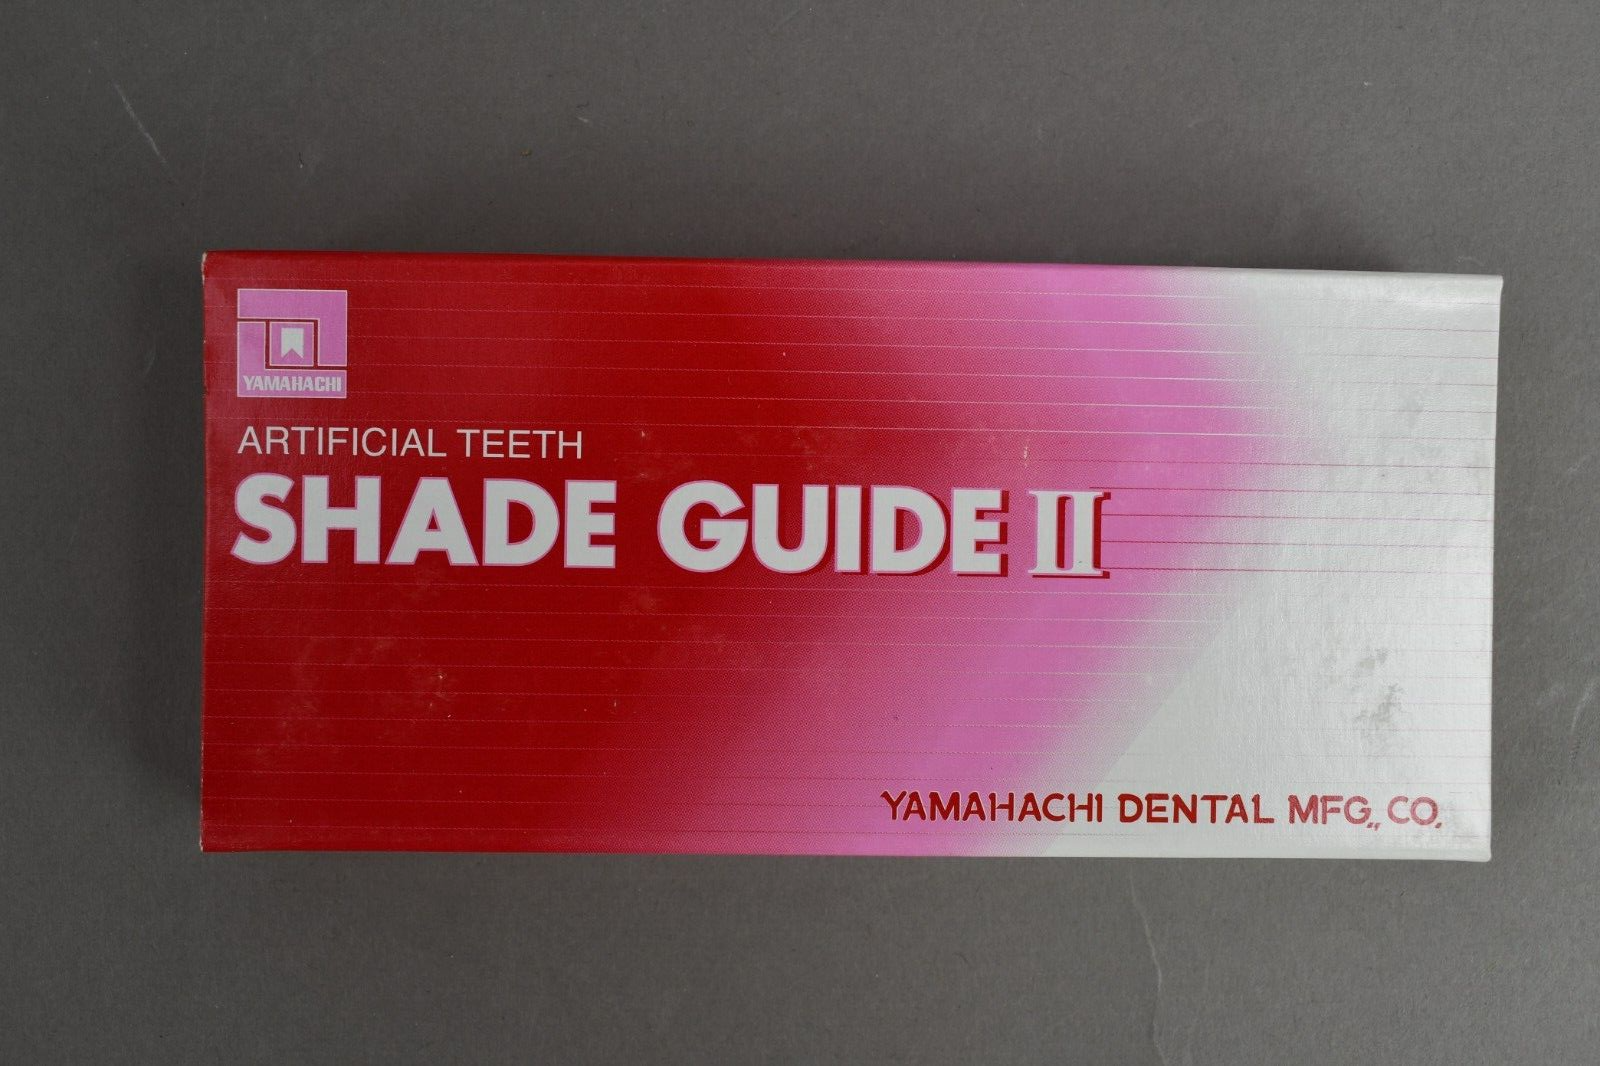 YAMAHACHI
ARTIFICIAL TEETH
SHADE GUIDE II
YAMAHACHI DENTAL MFG., CO.